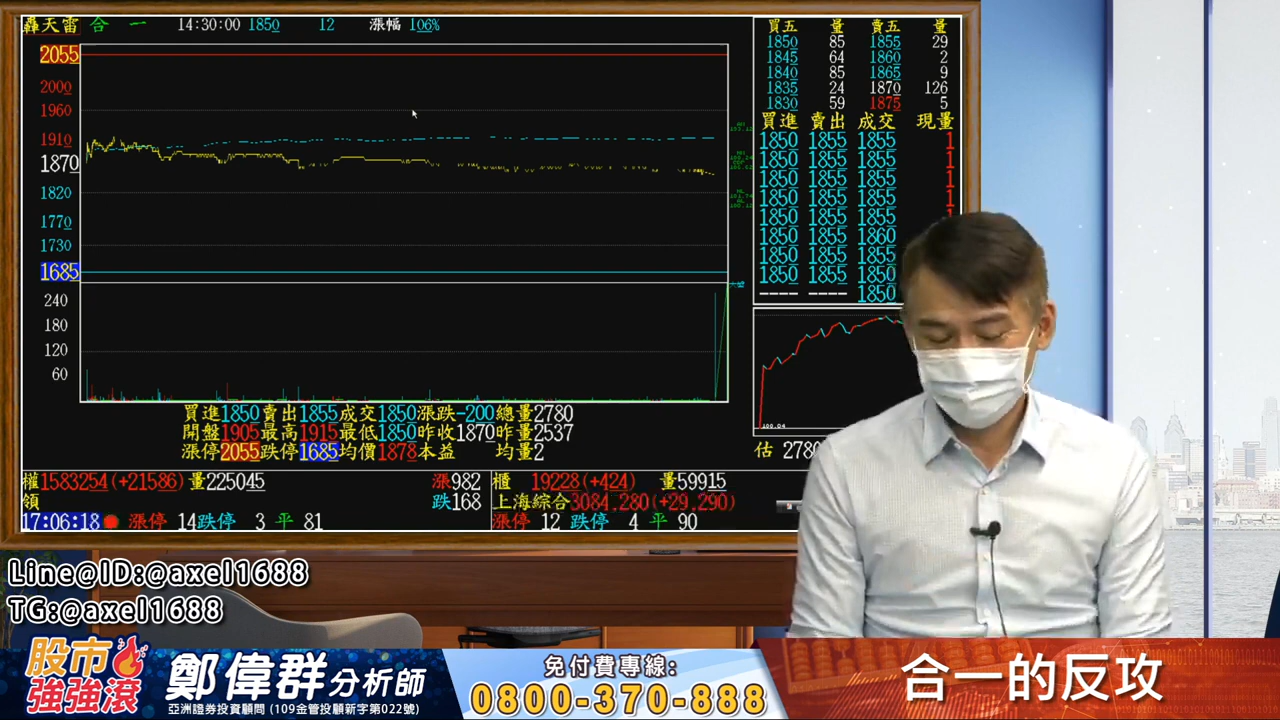 轟天雷 合一 14:30:00 1850 12 漲幅 106%
2055
2000
1960
1910
1870
1820
1770
1730
1685
240
180
120
60
買五 量 賣五 量
1850 85 1855 29
1845 64 1860 2
1840 85 1865 9
1835 24 1870 126
1830 59 1875 5
買進 賣出 成交 現量
1850 1855 1855 1
1850 1855 1855 1
1850 1855 1855 1
1850 1855 1855 1
1850 1855 1855
1850 1855 1860
1850 1855 1855
1850 1855 1850
---- ---- 1850
100.04
估 2780
買進1850賣出1855成交1850漲跌-200總量2780
開盤1905最高1915最低1850昨收1870昨量2537
漲停2055跌停1685均價1878本益 均量2
權1583254(+21586)量225045 漲982
領 跌168
17:06:18 漲停 14跌停 3 平 81
櫃 19228(+424) 量59915
上海綜合3084.280(+29.290)
漲停 12 跌停 4 平 90
Line@ID:@axel1688
TG:@axel1688
股市強強滾
鄭偉群分析師
亞洲證券投資顧問 (109金管投顧新字第022號)
免付費專線:
0800-370-888
合一的反攻